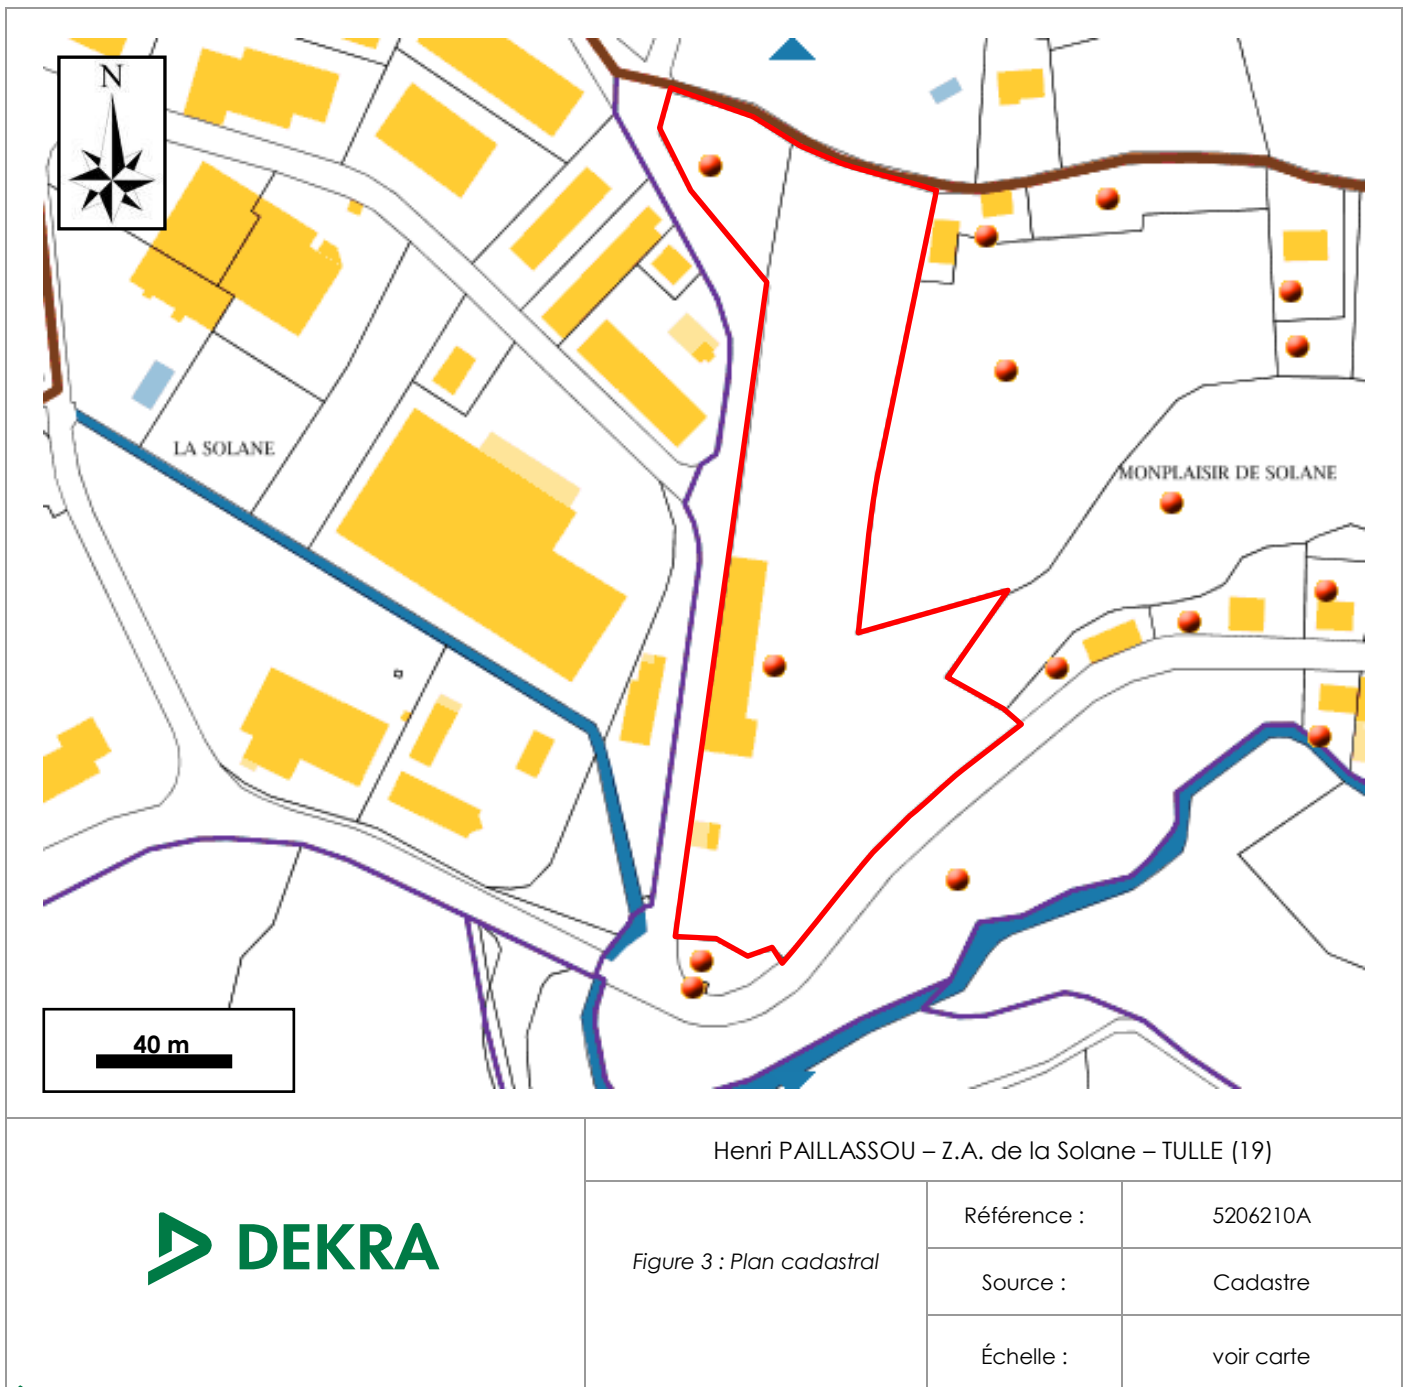 N
LA SOLANE
MONPLAISIR DE SOLANE
40 m
Henri PAILLASSOU – Z.A. de la Solane – TULLE (19)
DEKRA
Figure 3 : Plan cadastral
Référence :
5206210A
Source :
Cadastre
Échelle :
voir carte